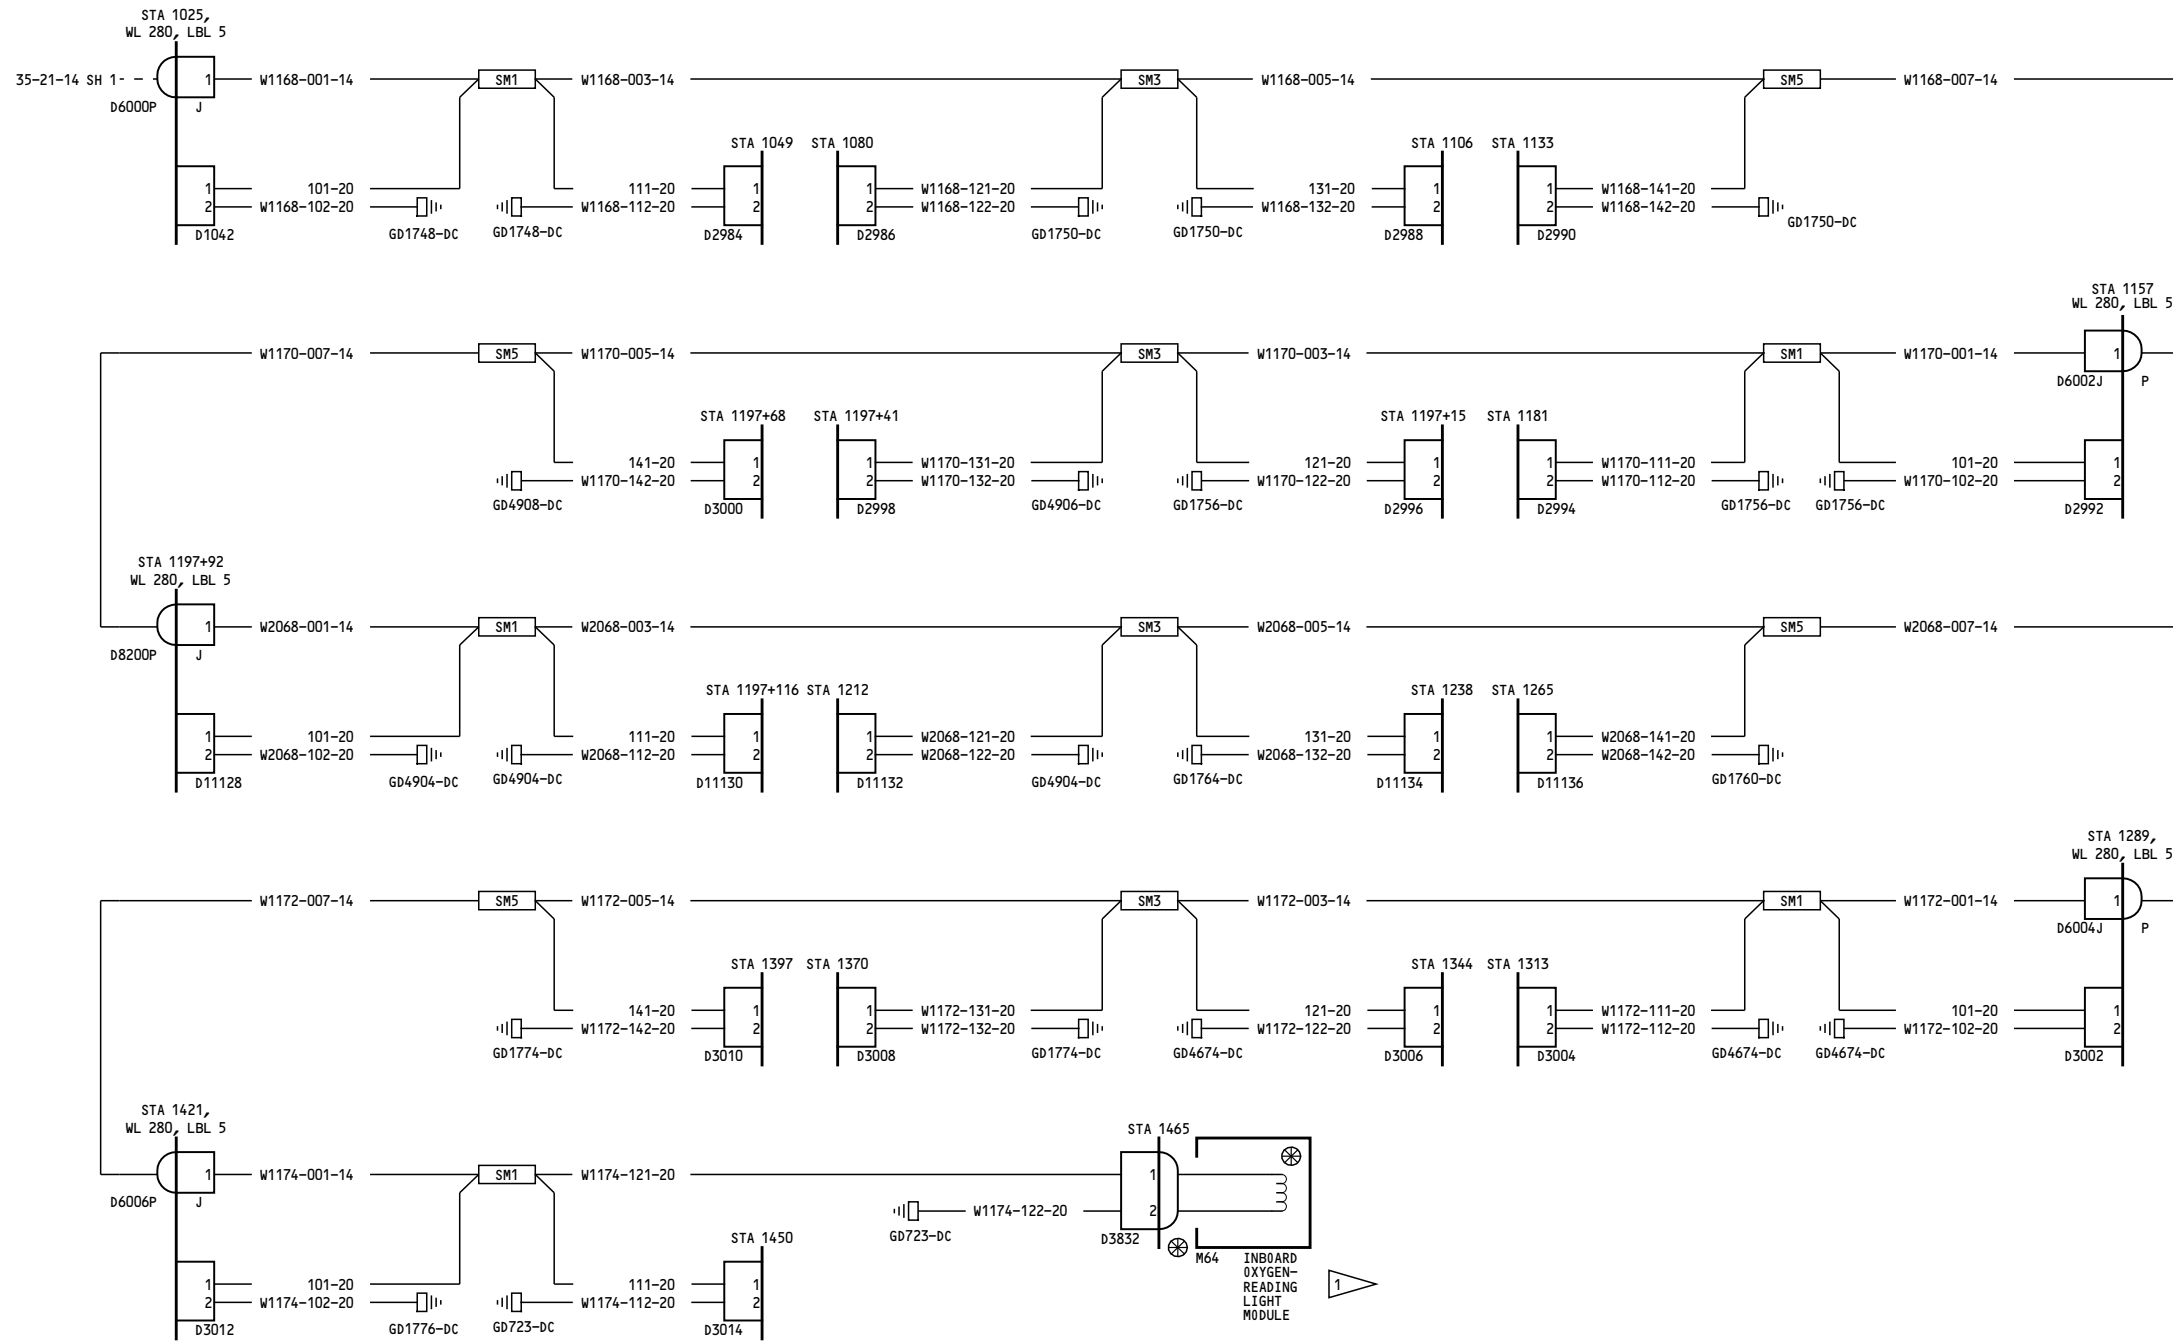 STA 1025,
WL 280, LBL 5
35-21-14 SH 1
1
W1168-001-14
SM1
W1168-003-14
SM3
W1168-005-14
SM5
W1168-007-14
D6000P
J
STA 1049
STA 1080
STA 1106
STA 1133
1
101-20
111-20
1
1
W1168-121-20
131-20
1
1
W1168-141-20
2
W1168-102-20
W1168-112-20
2
2
W1168-122-20
W1168-132-20
2
2
W1168-142-20
D1042
GD1748-DC
GD1748-DC
D2984
D2986
GD1750-DC
GD1750-DC
D2988
D2990
GD1750-DC
STA 1157
WL 280, LBL 5
W1170-007-14
SM5
W1170-005-14
SM3
W1170-003-14
SM1
W1170-001-14
1
D6002J
P
STA 1197+68
STA 1197+41
STA 1197+15
STA 1181
141-20
1
1
W1170-131-20
121-20
1
1
W1170-111-20
101-20
1
W1170-142-20
2
2
W1170-132-20
W1170-122-20
2
2
W1170-112-20
W1170-102-20
2
GD4908-DC
D3000
D2998
GD4906-DC
GD1756-DC
D2996
D2994
GD1756-DC
GD1756-DC
D2992
STA 1197+92
WL 280, LBL 5
1
W2068-001-14
SM1
W2068-003-14
SM3
W2068-005-14
SM5
W2068-007-14
D8200P
J
STA 1197+116
STA 1212
STA 1238
STA 1265
1
101-20
111-20
1
1
W2068-121-20
131-20
1
1
W2068-141-20
2
W2068-102-20
W2068-112-20
2
2
W2068-122-20
W2068-132-20
2
2
W2068-142-20
D11128
GD4904-DC
GD4904-DC
D11130
D11132
GD4904-DC
GD1764-DC
D11134
D11136
GD1760-DC
STA 1289,
WL 280, LBL 5
W1172-007-14
SM5
W1172-005-14
SM3
W1172-003-14
SM1
W1172-001-14
1
D6004J
P
STA 1397
STA 1370
STA 1344
STA 1313
141-20
1
1
W1172-131-20
121-20
1
1
W1172-111-20
101-20
1
W1172-142-20
2
2
W1172-132-20
W1172-122-20
2
2
W1172-112-20
W1172-102-20
2
GD1774-DC
D3010
D3008
GD1774-DC
GD4674-DC
D3006
D3004
GD4674-DC
GD4674-DC
D3002
STA 1421,
WL 280, LBL 5
STA 1465
1
W1174-001-14
SM1
W1174-121-20
1
D6006P
J
W1174-122-20
2
GD723-DC
D3832
STA 1450
M64
INBOARD
OXYGEN-
READING
LIGHT
MODULE
1
1
101-20
111-20
1
2
W1174-102-20
W1174-112-20
2
D3012
GD1776-DC
GD723-DC
D3014